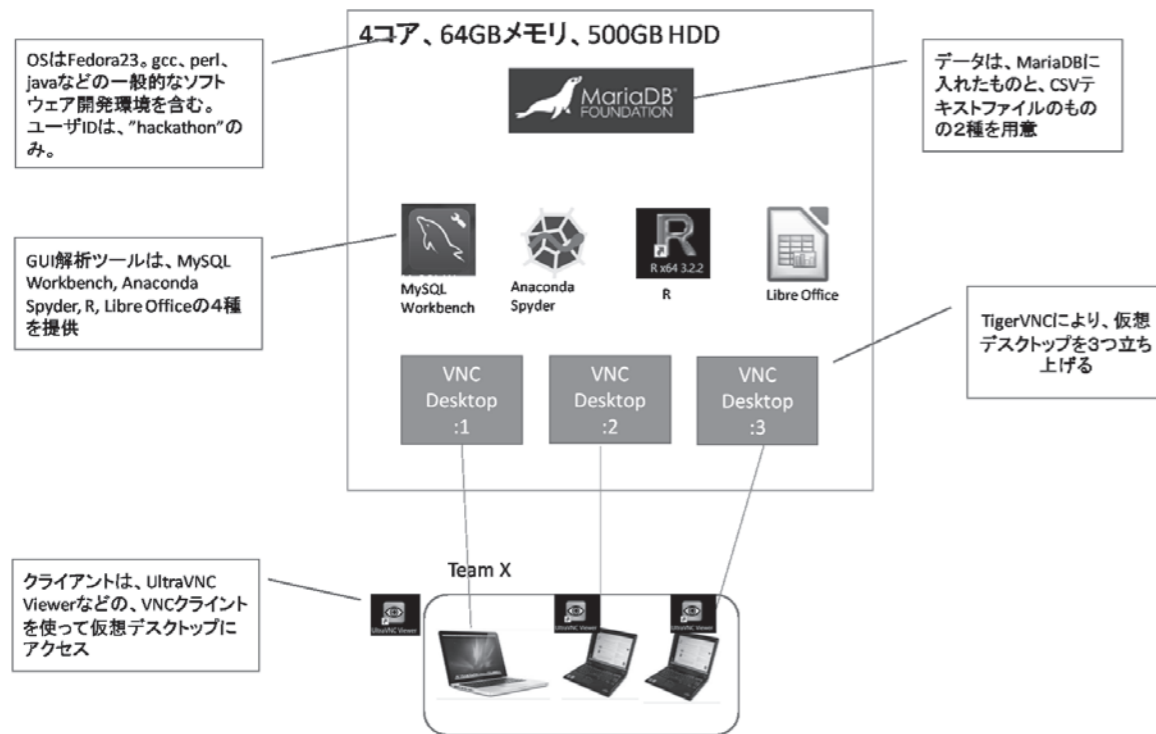 4コア、64GBメモリ、500GB HDD
OSはFedora23。gcc、perl、
javaなどの一般的なソフト
ウェア開発環境を含む。
ユーザIDは、”hackathon”の
み。
MariaDB®
FOUNDATION
データは、MariaDBに
入れたものと、CSVテ
キストファイルのもの
の2種を用意
GUI解析ツールは、MySQL
Workbench, Anaconda
Spyder, R, Libre Officeの4種
を提供
MySQL
Workbench
Anaconda
Spyder
R
R x64 3.2.2
R
Libre Office
TigerVNCにより、仮想
デスクトップを3つ立ち
上げる
VNC
Desktop
:1
VNC
Desktop
:2
VNC
Desktop
:3
クライアントは、UltraVNC
Viewerなどの、VNCクライント
を使って仮想デスクトップに
アクセス
Team X
UltraVNC Viewer
UltraVNC Viewer
UltraVNC Viewer